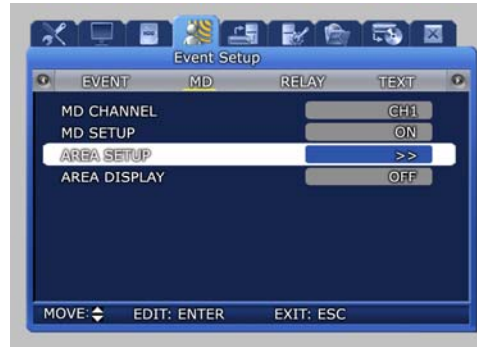 Event Setup
EVENT MD RELAY TEXT
MD CHANNEL CH1
MD SETUP ON
AREA SETUP >>
AREA DISPLAY OFF
MOVE: EDIT: ENTER EXIT: ESC